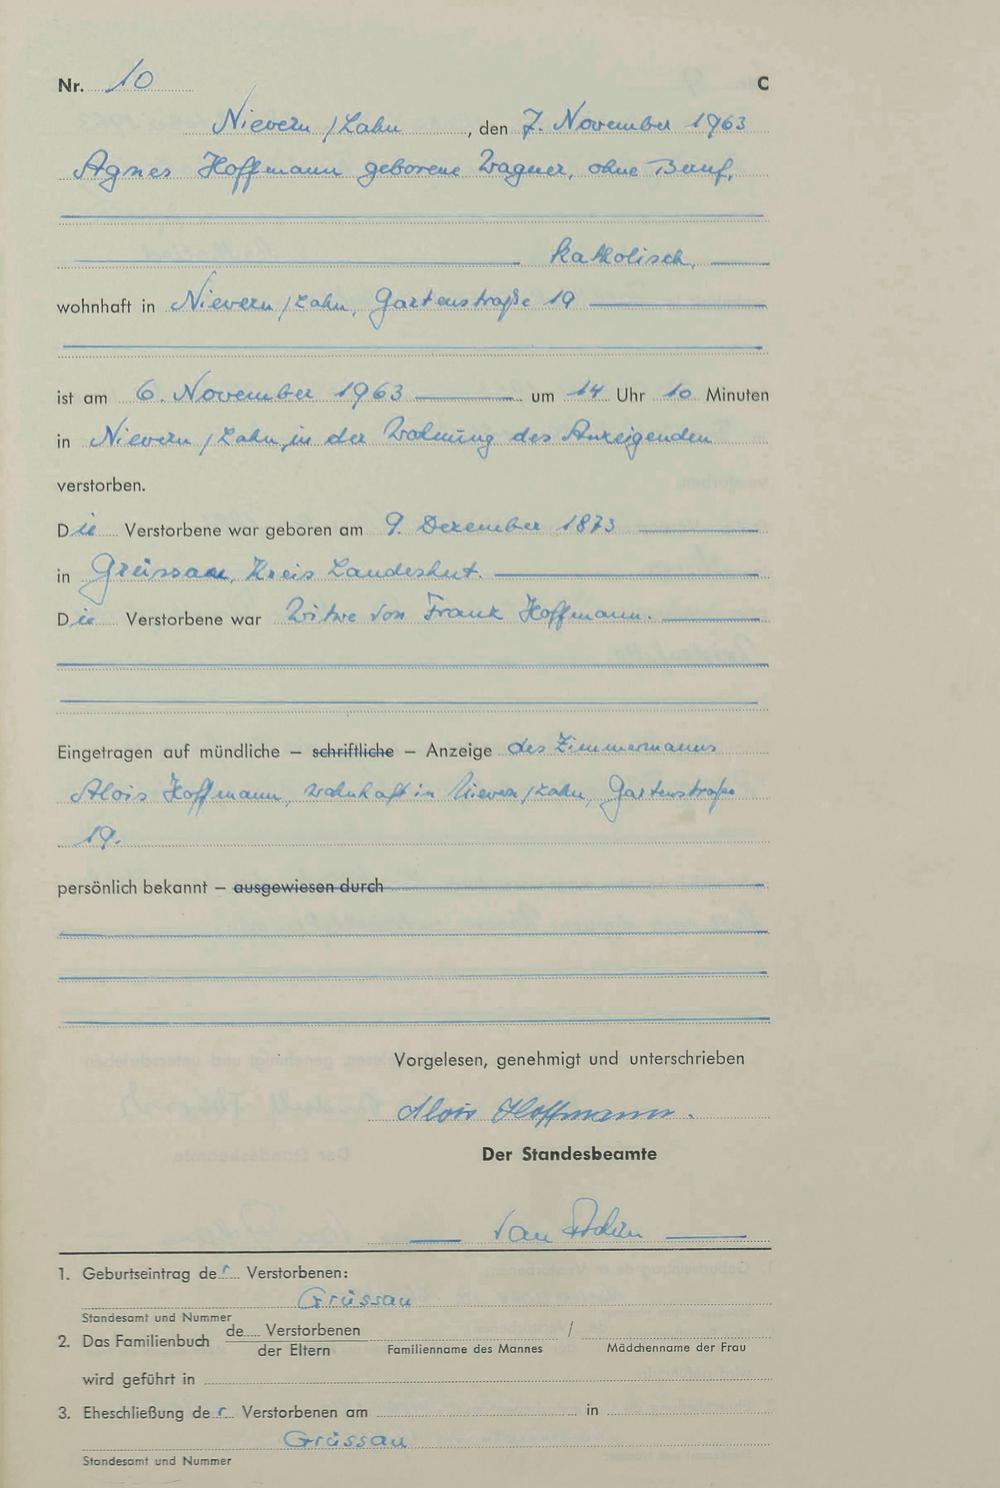 Nr. 10 C
Nievern/Lahn, den 7. November 1963
Agnes Hoffmann geborene Wagner, ohne Beruf,
katholisch,
wohnhaft in Nievern/Lahn, Gartenstraße 19
ist am 6. November 1963 um 14 Uhr 10 Minuten
in Nievern/Lahn, in der Wohnung des Anzeigenden
verstorben.
Die Verstorbene war geboren am 9. Dezember 1873
in Grüssau, Kreis Landeshut.
Die Verstorbene war Witwe von Frank Hoffmann.
Eingetragen auf mündliche – schriftliche – Anzeige des Zimmermanns
Alois Hoffmann, wohnhaft in Nievern/Lahn, Gartenstraße
19.
persönlich bekannt – ausgewiesen durch
Vorgelesen, genehmigt und unterschrieben
Alois Hoffmann.
Der Standesbeamte
1. Geburtseintrag der Verstorbenen:
Grüssau
Standesamt und Nummer
2. Das Familienbuch de Verstorbenen /
der Eltern Familienname des Mannes Mädchenname der Frau
wird geführt in
3. Eheschließung der Verstorbenen am in
Grüssau
Standesamt und Nummer